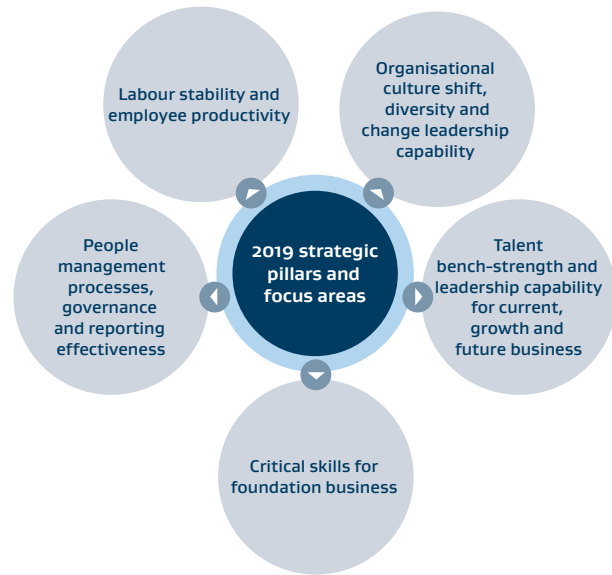 Labour stability and
employee productivity
Organisational
culture shift,
diversity and
change leadership
capability
People
management
processes,
governance
and reporting
effectiveness
2019 strategic
pillars and
focus areas
Talent
bench-strength and
leadership capability
for current,
growth and
future business
Critical skills for
foundation business